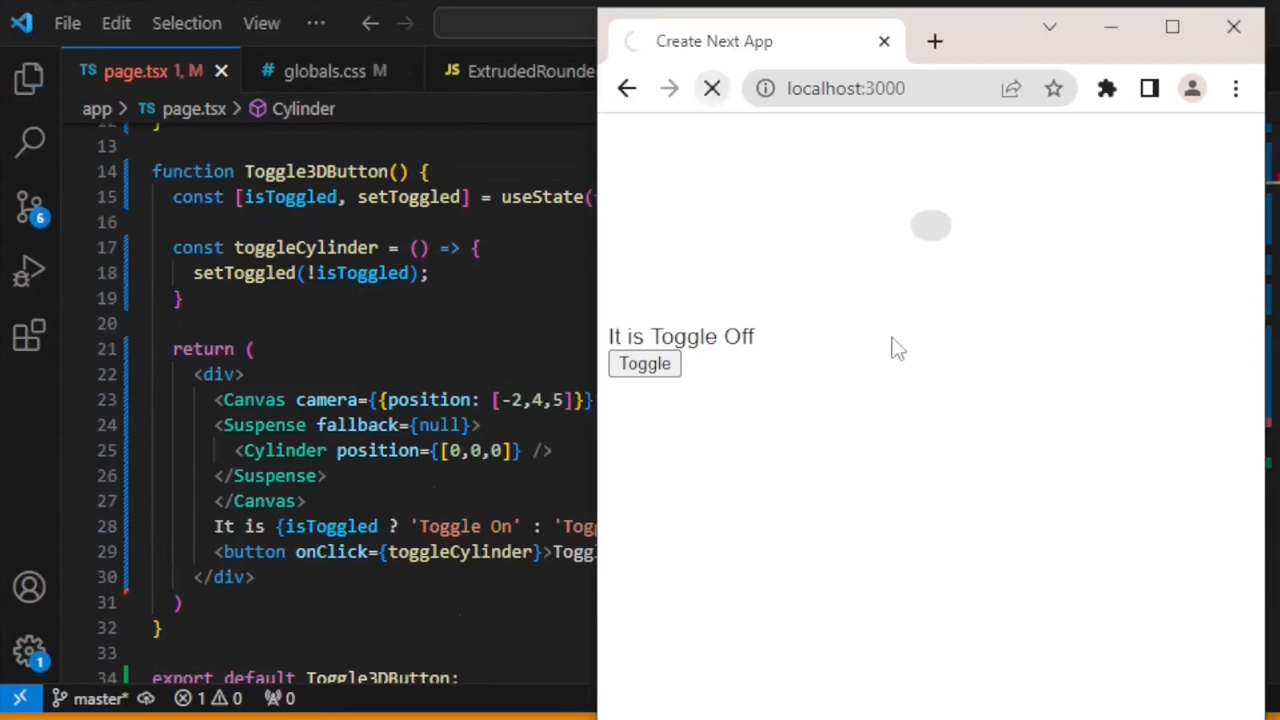 File Edit Selection View ···
TS page.tsx 1, M # globals.css M JS ExtrudedRounde
app > TS page.tsx > Cylinder
13
14 function Toggle3DButton() {
15 const [isToggled, setToggled] = useState(
16
17 const toggleCylinder = () => {
18 setToggled(!isToggled);
19 }
20
21 return (
22 <div>
23 <Canvas camera={{position: [-2,4,5]}}
24 <Suspense fallback={null}>
25 <Cylinder position={[0,0,0]} />
26 </Suspense>
27 </Canvas>
28 It is {isToggled ? 'Toggle On' : 'Togg
29 <button onClick={toggleCylinder}>Toggl
30 </div>
31 )
32 }
33
34 export default Toggle3DButton;
6
1
master* 1 0 0
Create Next App
localhost:3000
It is Toggle Off
Toggle